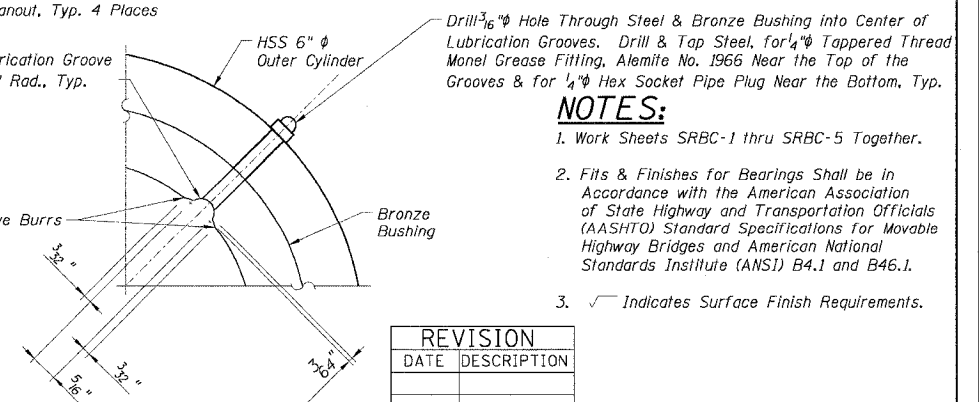 anout, Typ. 4 Places
rication Groove
" Rad., Typ.
HSS 6" φ
Outer Cylinder
Drill 3/16"φ Hole Through Steel & Bronze Bushing into Center of
Lubrication Grooves. Drill & Tap Steel, for 1/4"φ Tappered Thread
Monel Grease Fitting, Alemite No. 1966 Near the Top of the
Grooves & for 1/4"φ Hex Socket Pipe Plug Near the Bottom, Typ.
NOTES:
1. Work Sheets SRBC-1 thru SRBC-5 Together.
2. Fits & Finishes for Bearings Shall be in
Accordance with the American Association
of State Highway and Transportation Officials
(AASHTO) Standard Specifications for Movable
Highway Bridges and American National
Standards Institute (ANSI) B4.1 and B46.1.
3. √ Indicates Surface Finish Requirements.
ve Burrs
Bronze
Bushing
3/32"
3/32"
5/16"
3/64"
REVISION
DATE DESCRIPTION